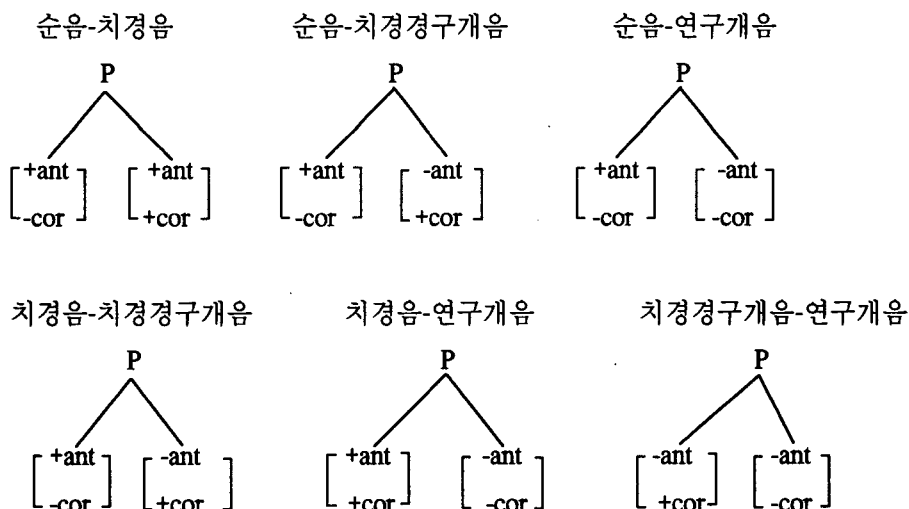 순음-치경음 순음-치경경구개음 순음-연구개음
P P P
+ant +ant +ant -ant +ant -ant
-cor +cor -cor +cor -cor -cor
치경음-치경경구개음 치경음-연구개음 치경경구개음-연구개음
P P P
+ant -ant +ant -ant -ant -ant
-cor +cor +cor -cor +cor -cor